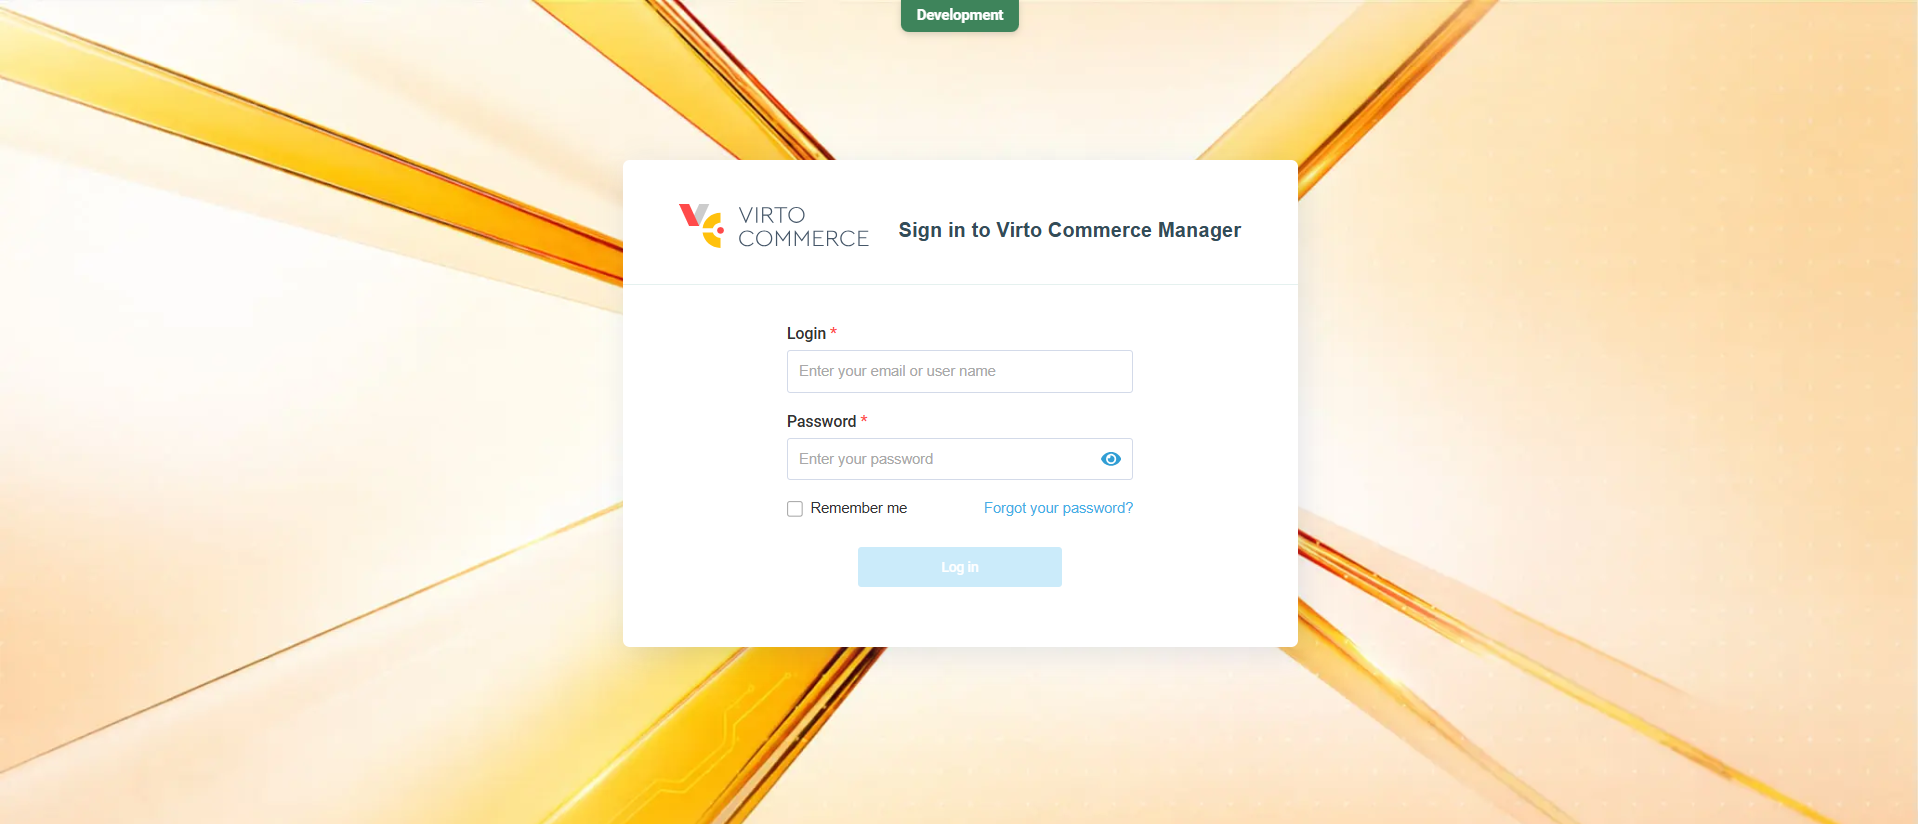 Development
VIRTO
COMMERCE
Sign in to Virto Commerce Manager
Login *
Enter your email or user name
Password *
Enter your password
Remember me
Forgot your password?
Log in